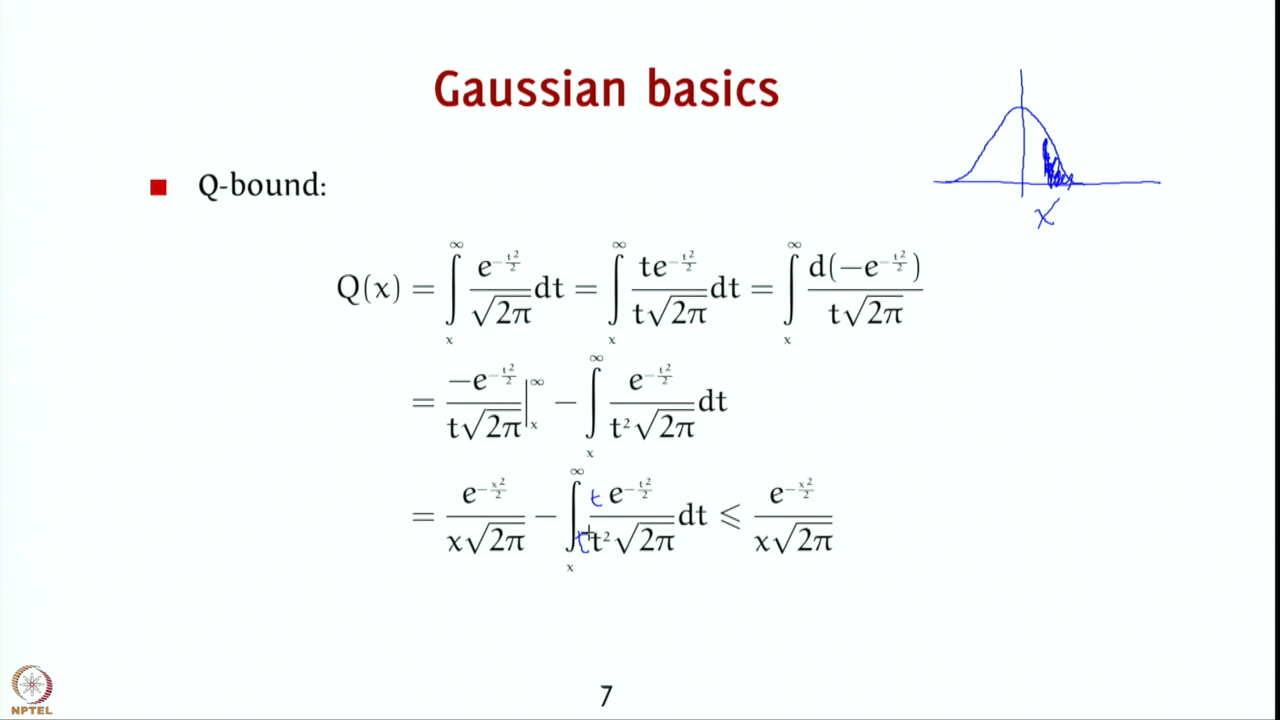 Gaussian basics
x
Q-bound:
Q(x) = ∫_x^∞ e^{-t²/2}/√2π dt = ∫_x^∞ te^{-t²/2}/t√2π dt = ∫_x^∞ d(−e^{-t²/2})/t√2π
= −e^{-t²/2}/t√2π |_x^∞ − ∫_x^∞ e^{-t²/2}/t²√2π dt
= e^{-x²/2}/x√2π − ∫_x^∞ t e^{-t²/2}/t t²√2π dt ⩽ e^{-x²/2}/x√2π
NPTEL
7